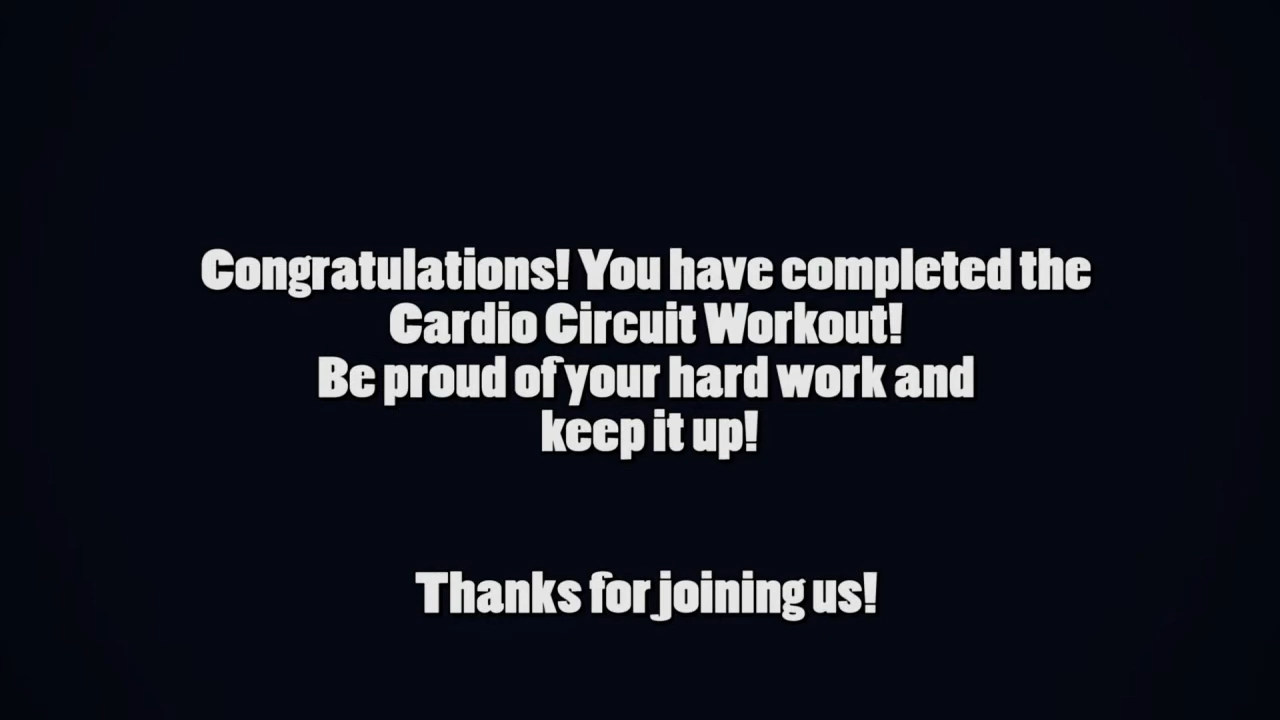 Congratulations! You have completed the
Cardio Circuit Workout!
Be proud of your hard work and
keep it up!
Thanks for joining us!